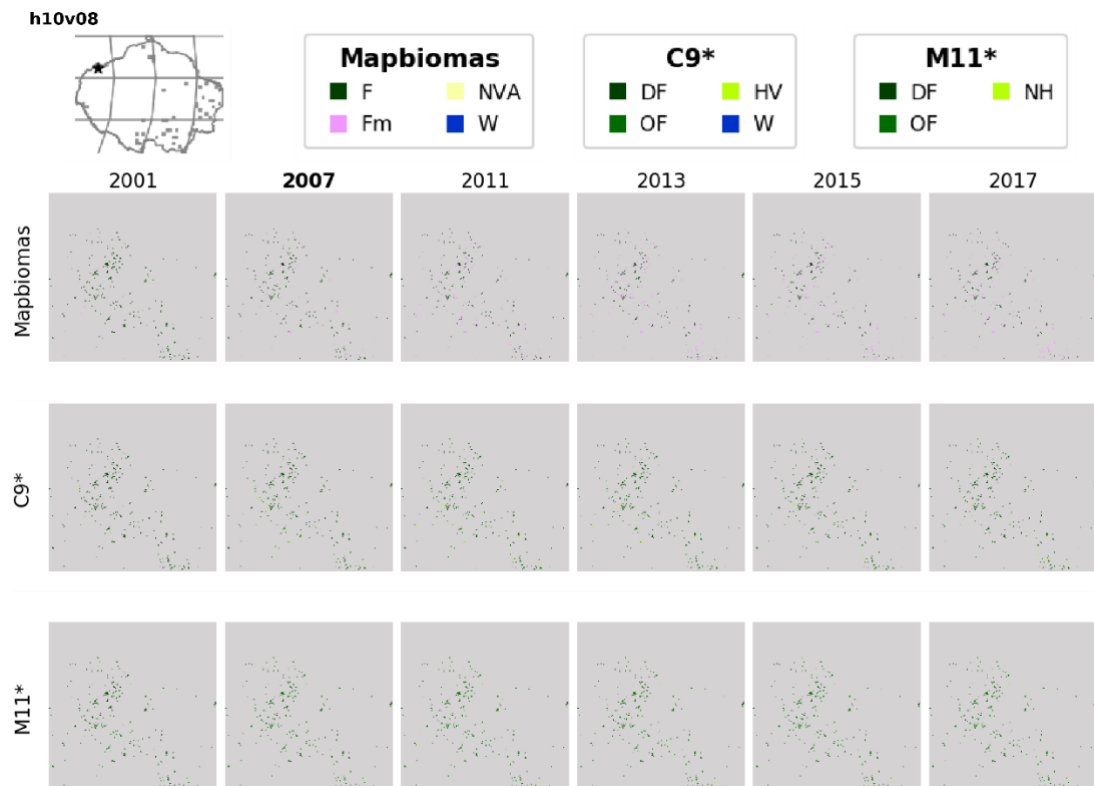 h10v08
Mapbiomas
F NVA
Fm W
C9*
DF HV
OF W
M11*
DF NH
OF
2001 2007 2011 2013 2015 2017
Mapbiomas
C9*
M11*